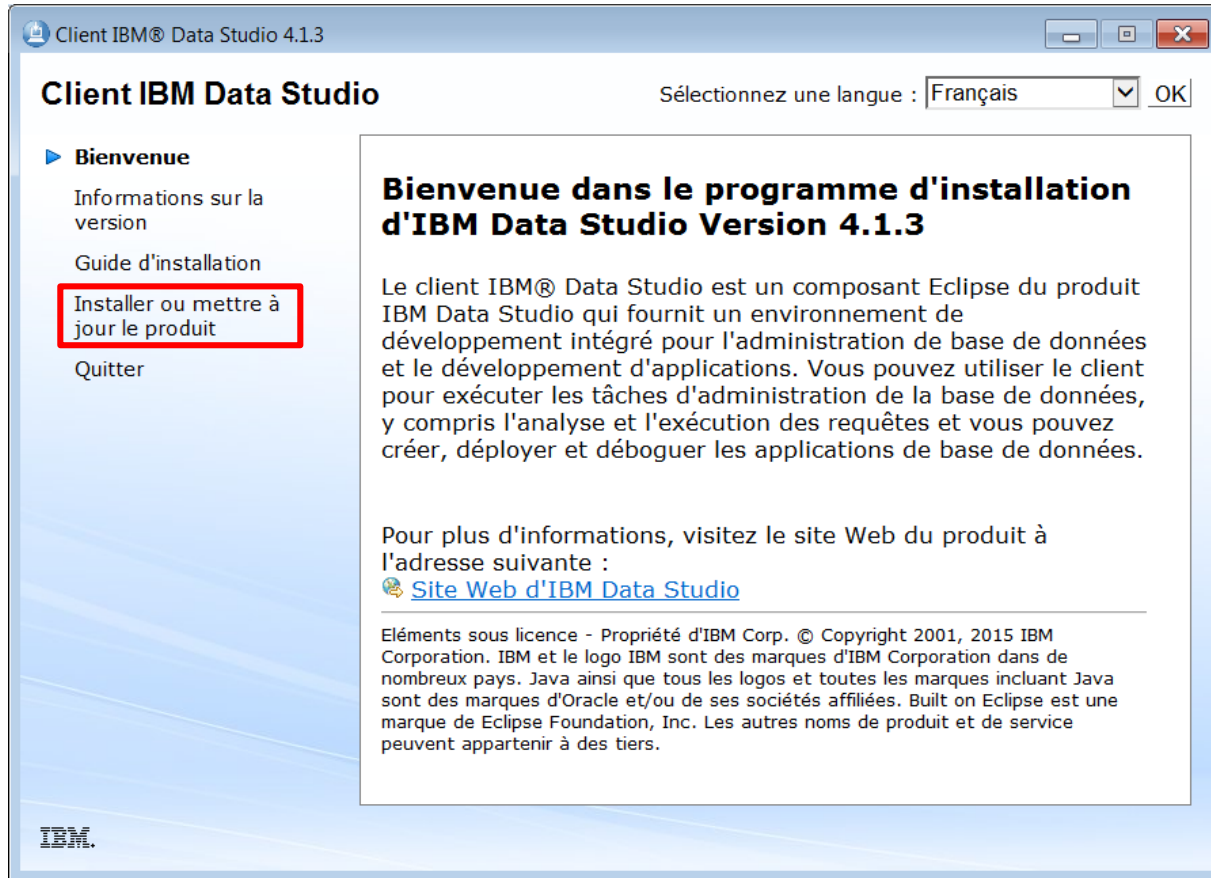 Client IBM® Data Studio 4.1.3
Client IBM Data Studio
Sélectionnez une langue : Français OK
Bienvenue
Informations sur la
version
Guide d'installation
Installer ou mettre à
jour le produit
Quitter
Bienvenue dans le programme d'installation
d'IBM Data Studio Version 4.1.3
Le client IBM® Data Studio est un composant Eclipse du produit
IBM Data Studio qui fournit un environnement de
développement intégré pour l'administration de base de données
et le développement d'applications. Vous pouvez utiliser le client
pour exécuter les tâches d'administration de la base de données,
y compris l'analyse et l'exécution des requêtes et vous pouvez
créer, déployer et déboguer les applications de base de données.
Pour plus d'informations, visitez le site Web du produit à
l'adresse suivante :
Site Web d'IBM Data Studio
Eléments sous licence - Propriété d'IBM Corp. © Copyright 2001, 2015 IBM
Corporation. IBM et le logo IBM sont des marques d'IBM Corporation dans de
nombreux pays. Java ainsi que tous les logos et toutes les marques incluant Java
sont des marques d'Oracle et/ou de ses sociétés affiliées. Built on Eclipse est une
marque de Eclipse Foundation, Inc. Les autres noms de produit et de service
peuvent appartenir à des tiers.
IBM.